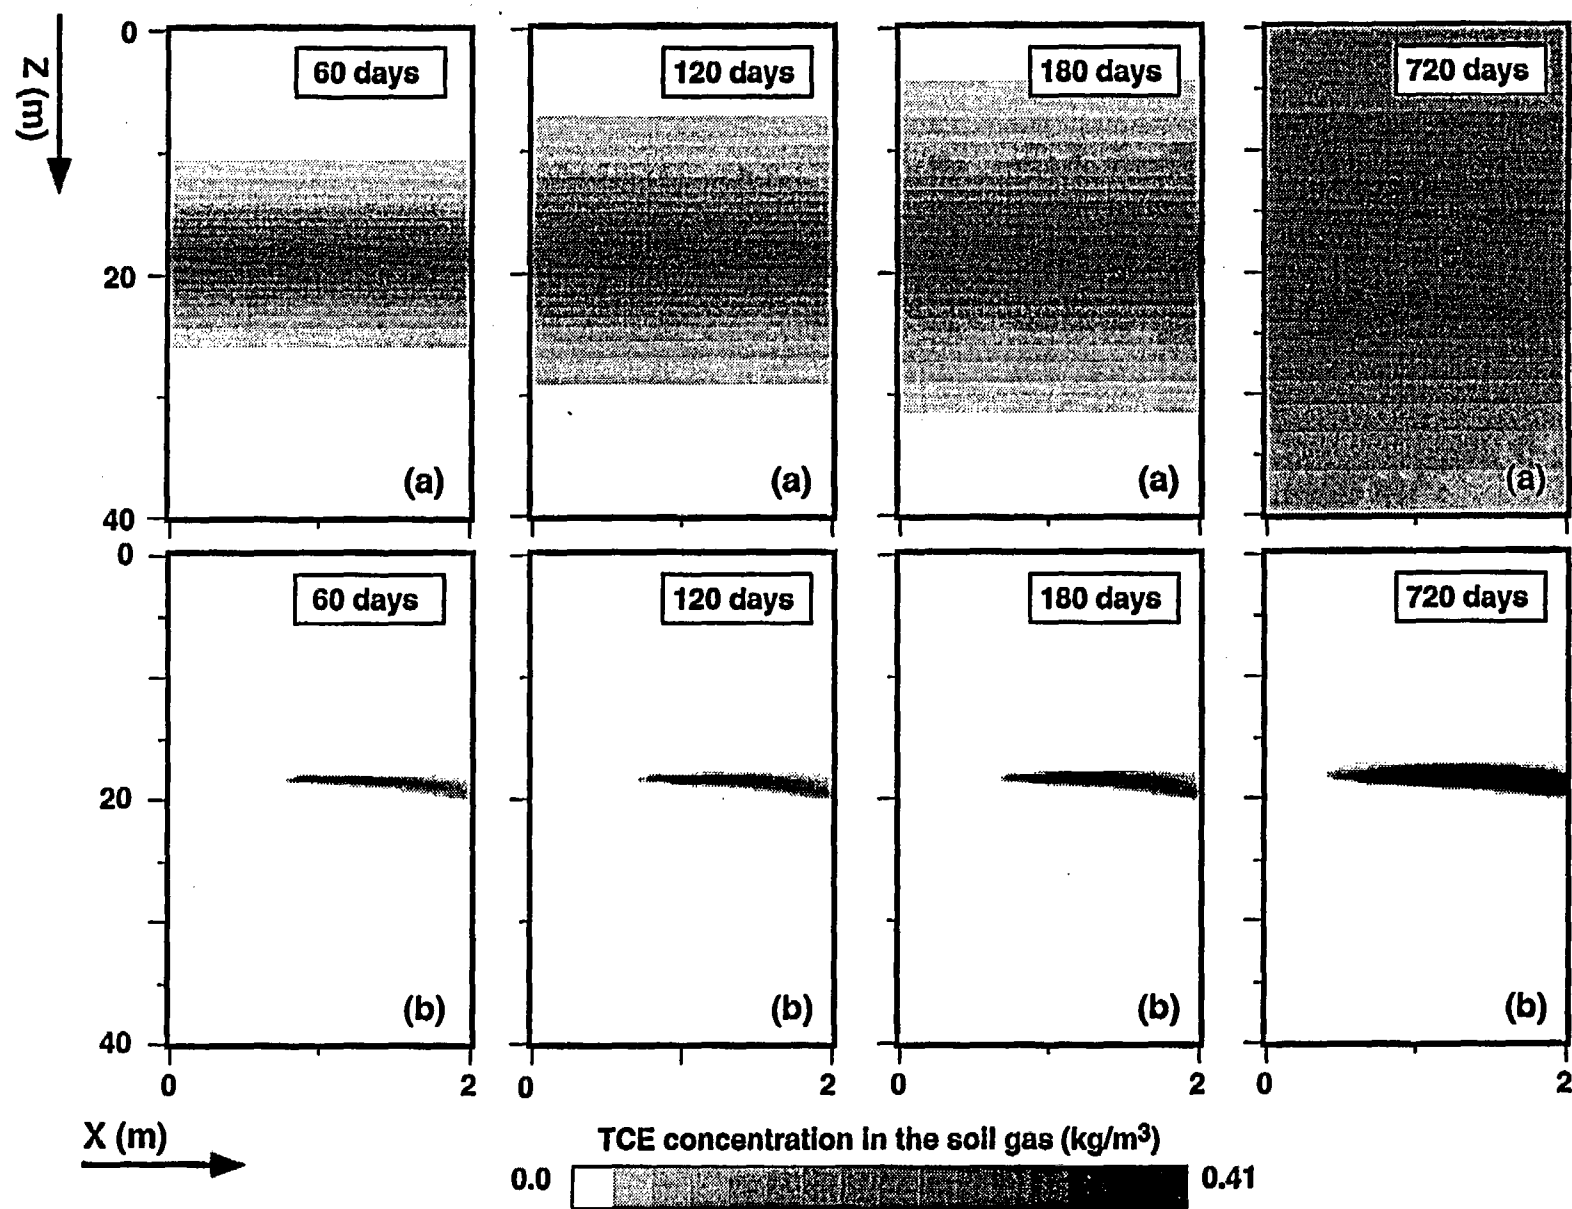 0
Z (m)
20
40
60 days
120 days
180 days
720 days
(a)
(a)
(a)
(a)
0
20
40
60 days
120 days
180 days
720 days
(b)
(b)
(b)
(b)
0 2
0 2
0 2
0 2
X (m)
TCE concentration in the soil gas (kg/m³)
0.0
0.41